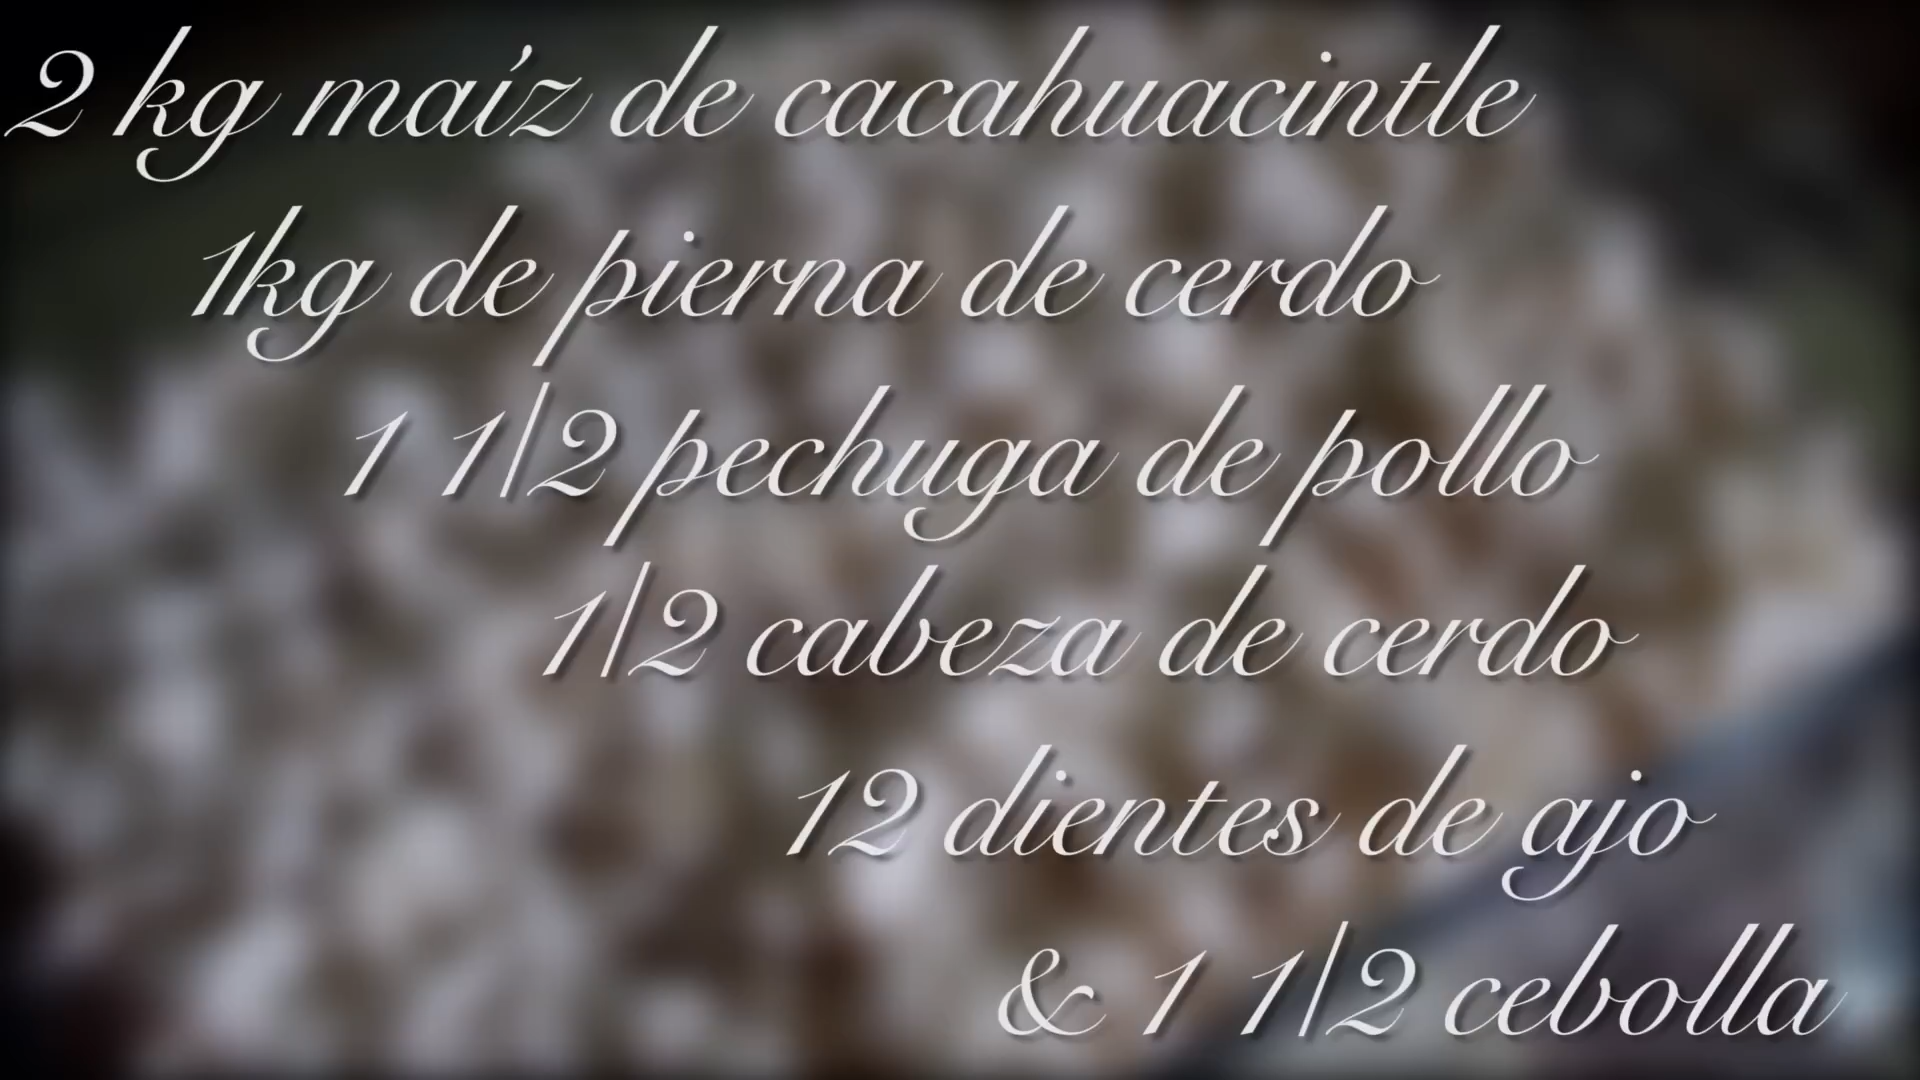 2 kg maíz de cacahuacintle
1kg de pierna de cerdo
1 1/2 pechuga de pollo
1/2 cabeza de cerdo
12 dientes de ajo
& 1 1/2 cebolla